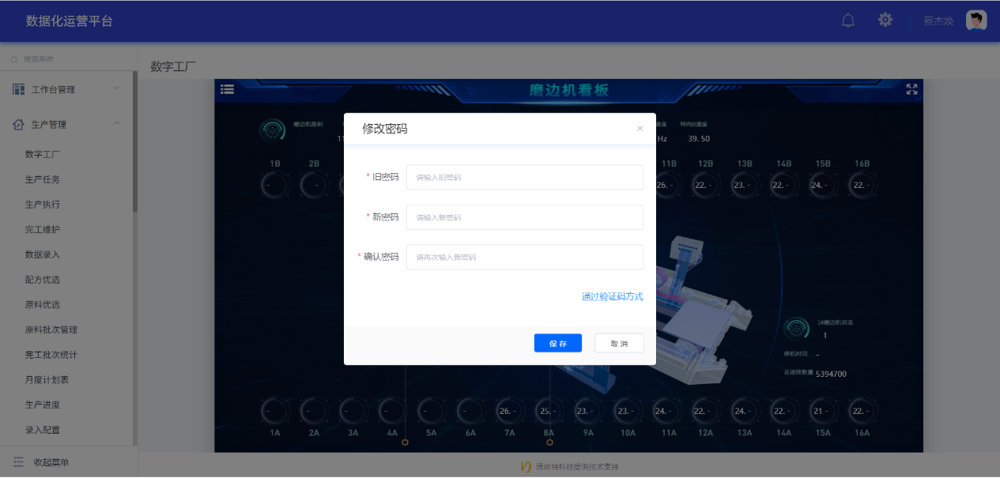 数据化运营平台
蔡杰焕
搜索菜单
数字工厂
工作台管理
生产管理
数字工厂
生产任务
生产执行
完工维护
数据录入
配方优选
原料优选
原料批次管理
完工批次统计
月度计划表
生产进度
录入配置
收起菜单
磨边机看板
磨边机能耗
11
速度
Hz
转向B速度
39.50
1B 2B 11B 12B 13B 14B 15B 16B
- - 26. - 22. - 23. - 22. - 24. - 22. -
修改密码
* 旧密码 请输入旧密码
* 新密码 请输入新密码
* 确认密码 请再次输入新密码
通过验证码方式
保存 取消
1#磨边机状态
1
停机时间 -
总进砖数量 5394700
- - - - - - 26. - 25. - 23. - 23. - 24. - 22. - 24. - 22. - 21 - 22. -
1A 2A 3A 4A 5A 6A 7A 8A 9A 10A 11A 12A 13A 14A 15A 16A
博依特科技提供技术支持